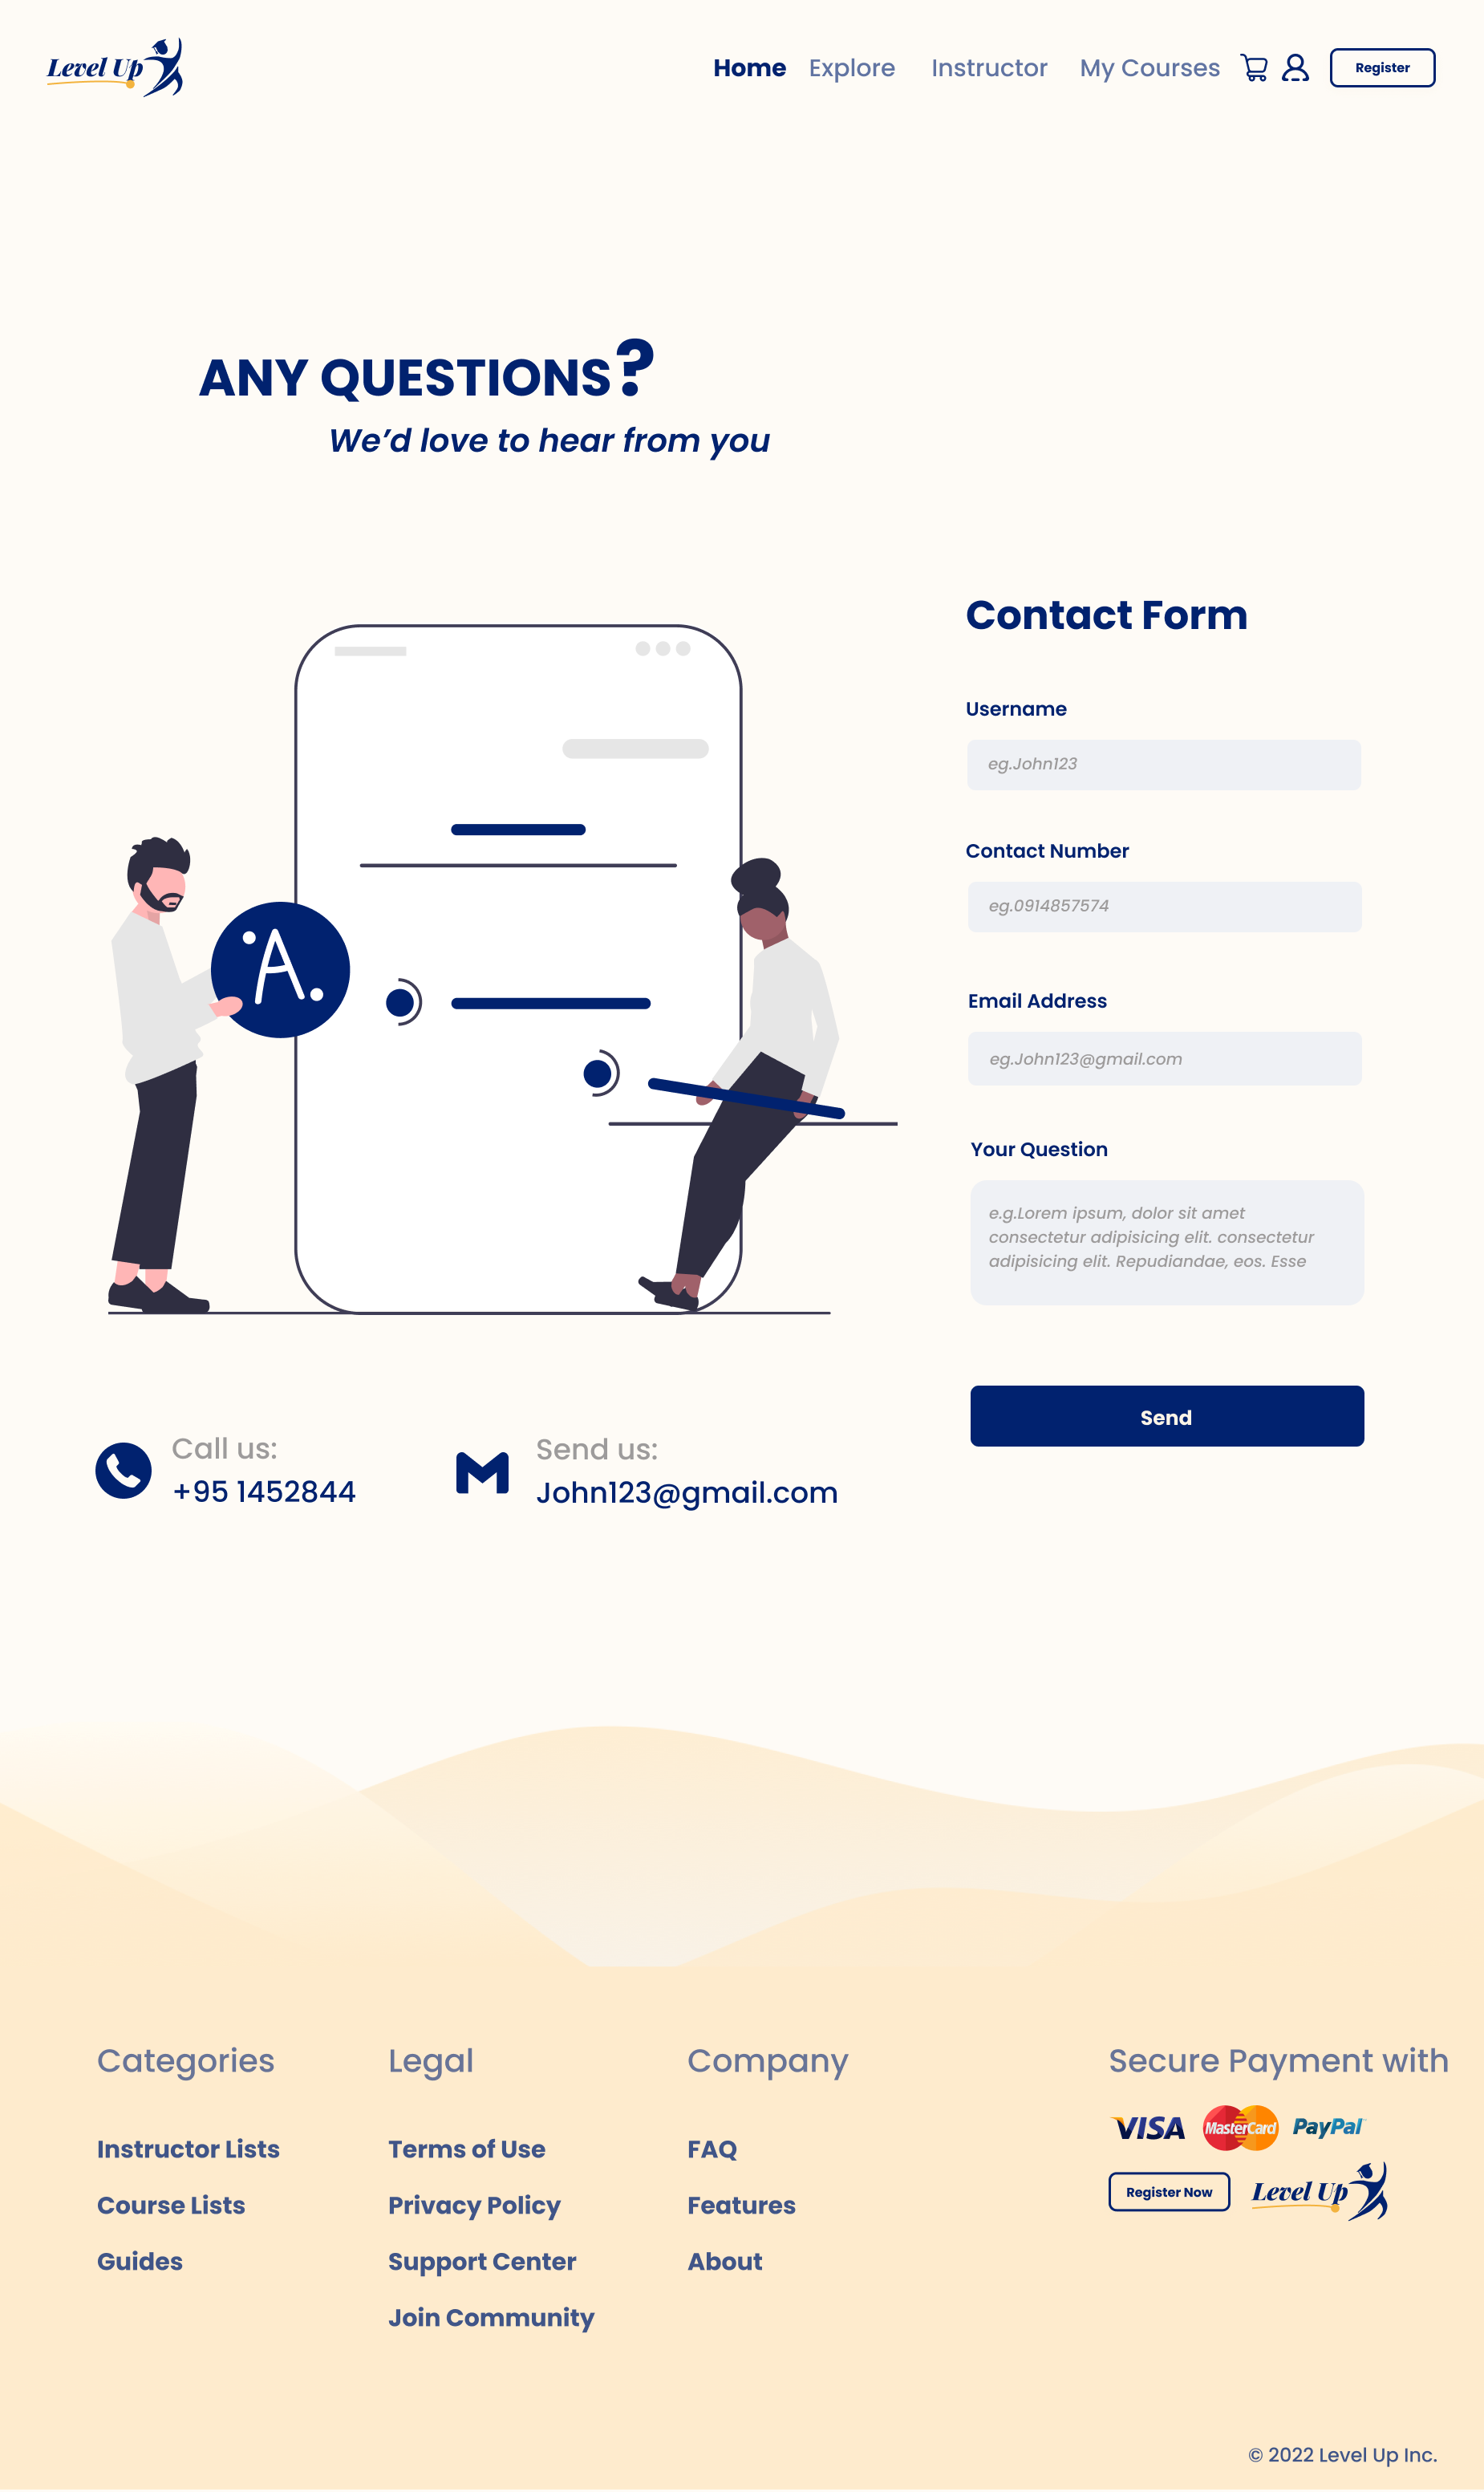 Level Up
Home Explore Instructor My Courses Register
ANY QUESTIONS?
We’d love to hear from you
Contact Form
Username
eg.John123
Contact Number
eg.0914857574
Email Address
eg.John123@gmail.com
Your Question
e.g.Lorem ipsum, dolor sit amet
consectetur adipisicing elit. consectetur
adipisicing elit. Repudiandae, eos. Esse
Send
A
Call us:
+95 1452844
Send us:
John123@gmail.com
Categories
Instructor Lists
Course Lists
Guides
Legal
Terms of Use
Privacy Policy
Support Center
Join Community
Company
FAQ
Features
About
Secure Payment with
VISA MasterCard PayPal
Register Now Level Up
© 2022 Level Up Inc.